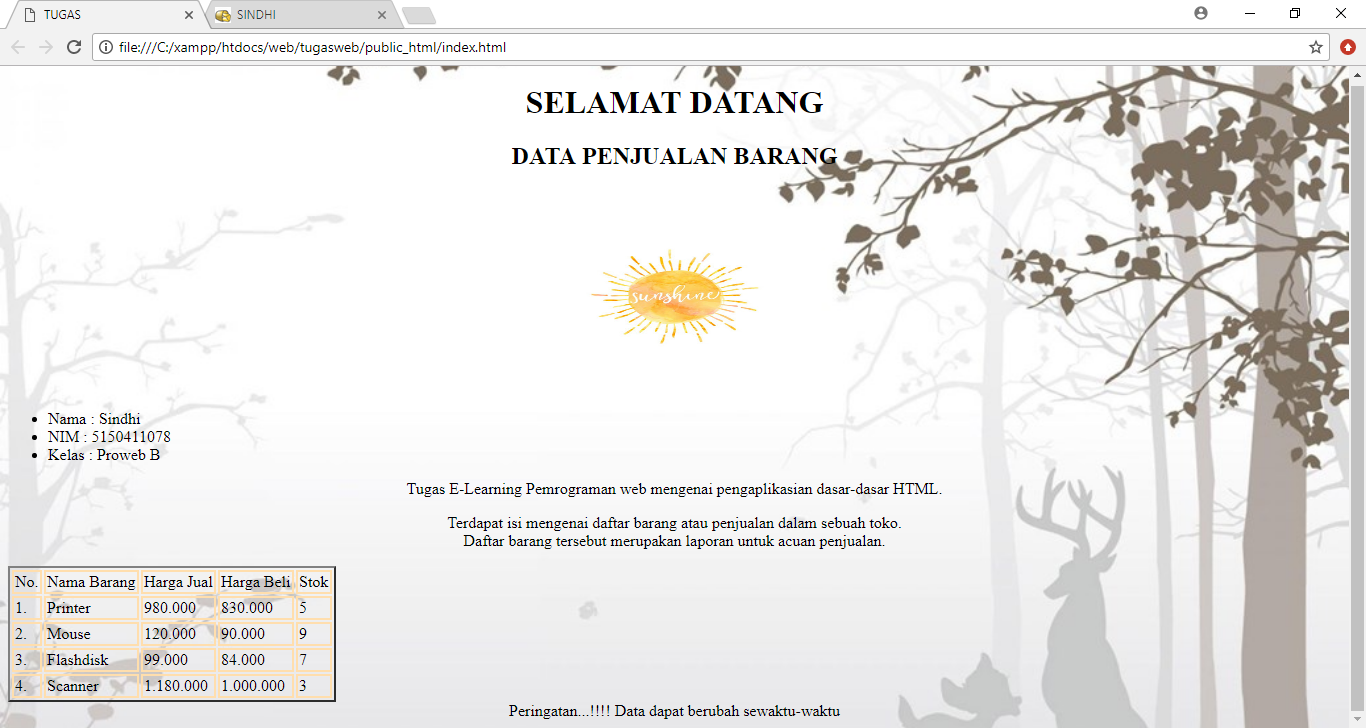 TUGAS
SINDHI
file:///C:/xampp/htdocs/web/tugasweb/public_html/index.html
SELAMAT DATANG
DATA PENJUALAN BARANG
sunshine
Nama : Sindhi
NIM : 5150411078
Kelas : Proweb B
Tugas E-Learning Pemrograman web mengenai pengaplikasian dasar-dasar HTML.
Terdapat isi mengenai daftar barang atau penjualan dalam sebuah toko.
Daftar barang tersebut merupakan laporan untuk acuan penjualan.
No. Nama Barang Harga Jual Harga Beli Stok
1. Printer 980.000 830.000 5
2. Mouse 120.000 90.000 9
3. Flashdisk 99.000 84.000 7
4. Scanner 1.180.000 1.000.000 3
Peringatan...!!!! Data dapat berubah sewaktu-waktu